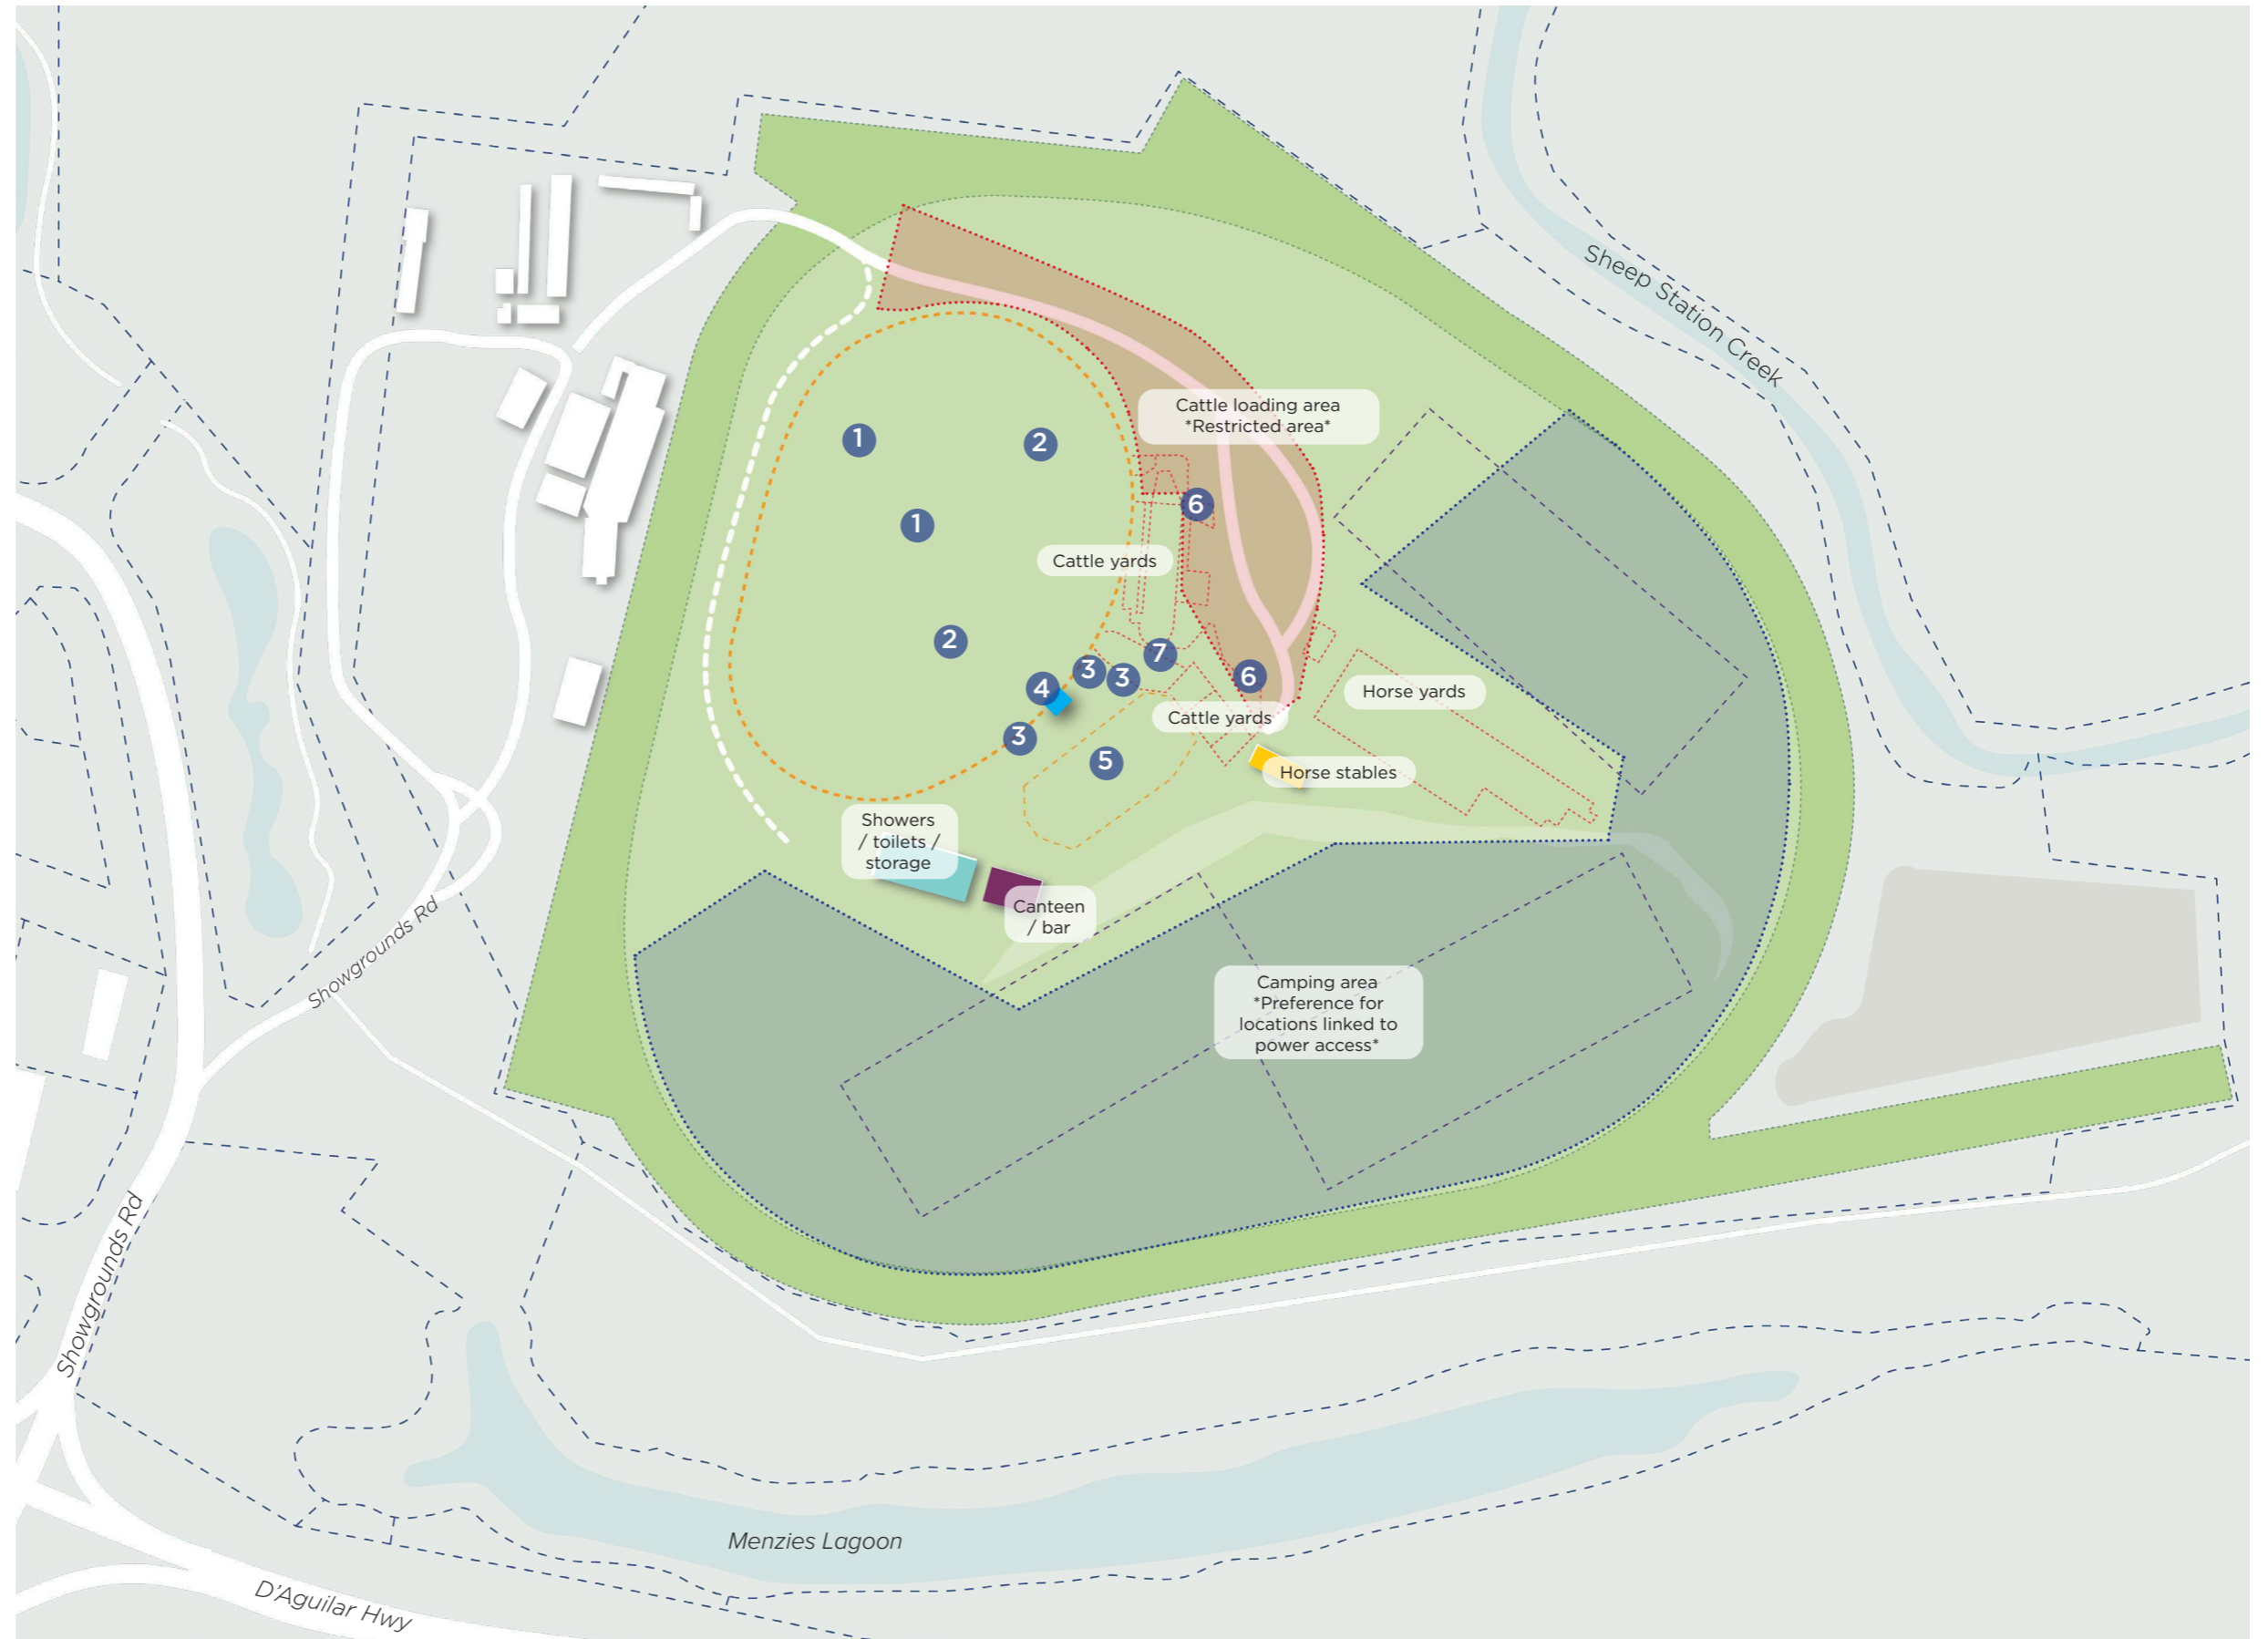 Sheep Station Creek
Cattle loading area
*Restricted area*
1
2
6
1
Cattle yards
2
7
3
3
6
4
Horse yards
Cattle yards
3
5
Horse stables
Showers
/ toilets /
storage
Canteen
/ bar
Showgrounds Rd
Camping area
*Preference for
locations linked to
power access*
Showgrounds Rd
Menzies Lagoon
D'Aguilar Hwy